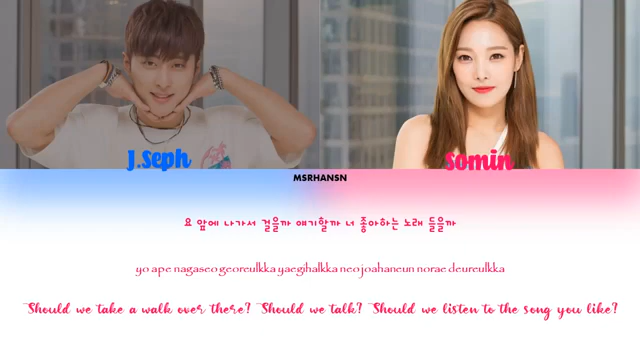 J.Seph
Somin
MSRHANSN
요 앞에 나가서 걸을까 얘기할까 너 좋아하는 노래 들을까
yo ape nagaseo georeulkka yaegihalkka neo joahaneun norae deureulkka
Should we take a walk over there? Should we talk? Should we listen to the song you like?